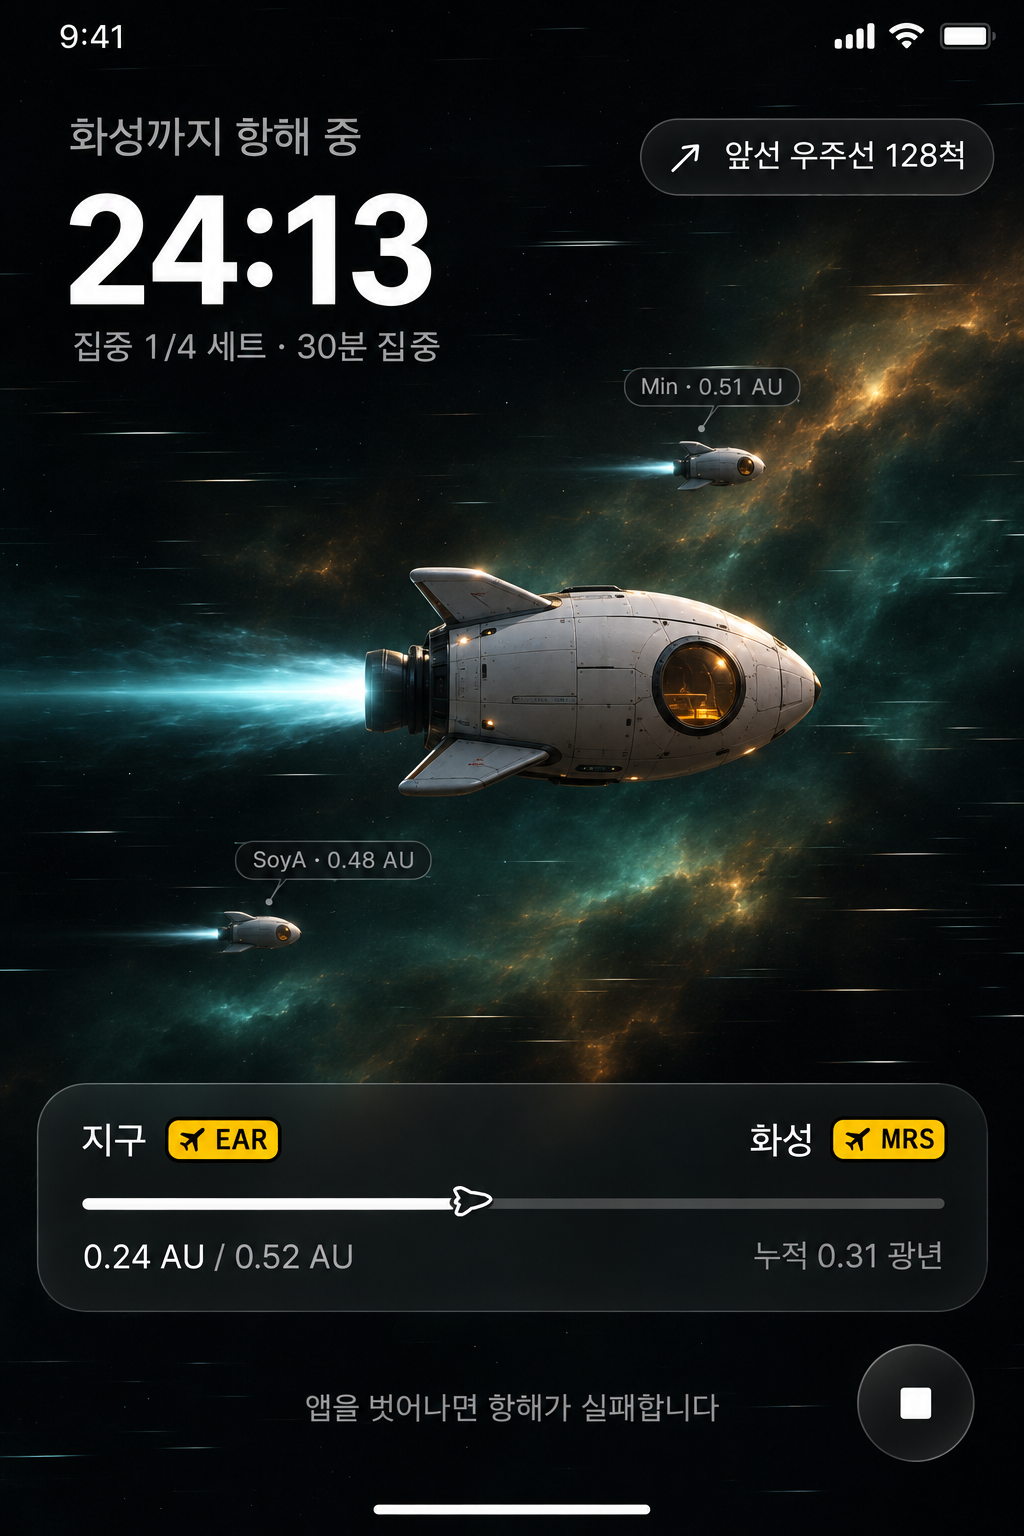 9:41
화성까지 항해 중
앞선 우주선 128척
24:13
집중 1/4 세트 · 30분 집중
Min · 0.51 AU
SoyA · 0.48 AU
지구 EAR
화성 MRS
0.24 AU / 0.52 AU
누적 0.31 광년
앱을 벗어나면 항해가 실패합니다